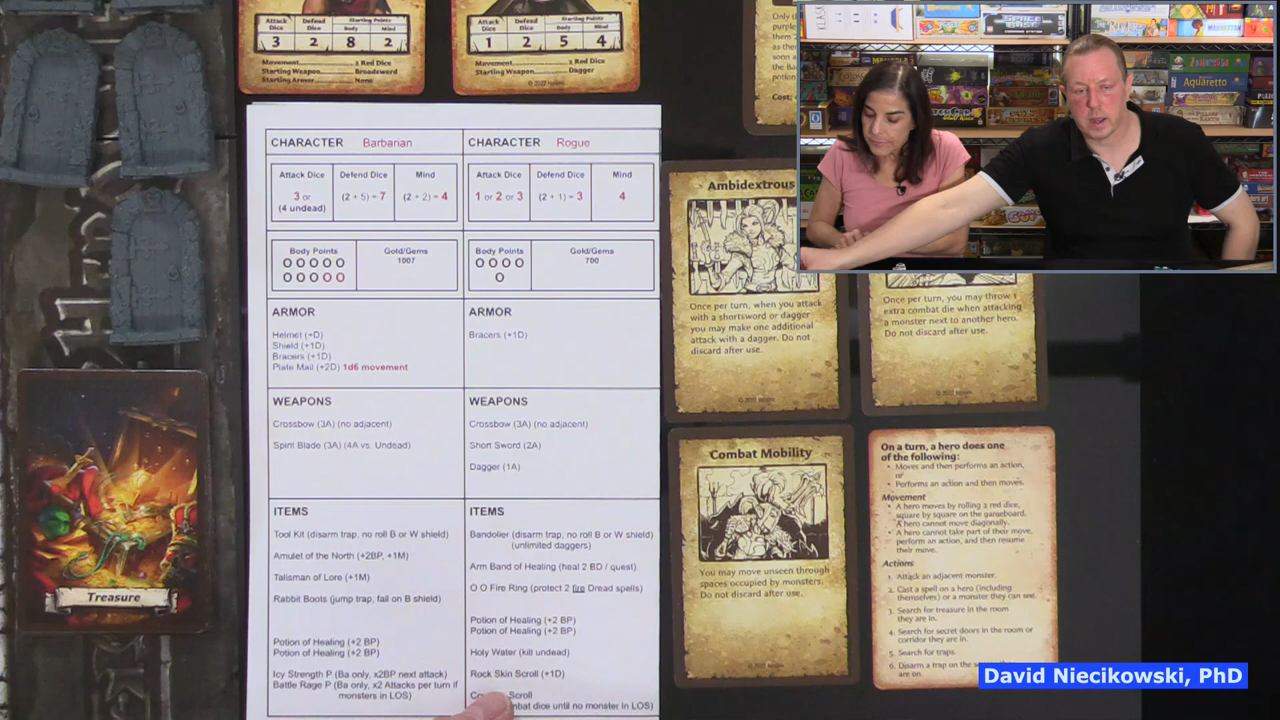 Attack Dice
Defend Dice
Starting Points
Body
Mind
3 2 8 2
Movement 2 Red Dice
Starting Weapon Broadsword
Starting Armor None
Attack Dice
Defend Dice
Starting Points
Body
Mind
1 2 5 4
Movement 2 Red Dice
Starting Weapon Dagger
Cost:
SPACE BASE
Aquaretto
CHARACTER Barbarian
Attack Dice
3 or
(4 undead)
Defend Dice
(2 + 5) = 7
Mind
(2 + 2) = 4
Body Points
O O O O O
O O O O O
Gold/Gems
1007
ARMOR
Helmet (+D)
Shield (+1D)
Bracers (+1D)
Plate Mail (+2D) 1d6 movement
WEAPONS
Crossbow (3A) (no adjacent)
Spirit Blade (3A) (4A vs. Undead)
ITEMS
Tool Kit (disarm trap, no roll B or W shield)
Amulet of the North (+2BP, +1M)
Talisman of Lore (+1M)
Rabbit Boots (jump trap, fail on B shield)
Potion of Healing (+2 BP)
Potion of Healing (+2 BP)
Icy Strength P (Ba only, x2BP next attack)
Battle Rage P (Ba only, x2 Attacks per turn if
monsters in LOS)
CHARACTER Rogue
Attack Dice
1 or 2 or 3
Defend Dice
(2 + 1) = 3
Mind
4
Body Points
O O O O
O
Gold/Gems
700
ARMOR
Bracers (+1D)
WEAPONS
Crossbow (3A) (no adjacent)
Short Sword (2A)
Dagger (1A)
ITEMS
Bandolier (disarm trap, no roll B or W shield)
(unlimited daggers)
Arm Band of Healing (heal 2 BD / quest)
O O Fire Ring (protect 2 fire Dread spells)
Potion of Healing (+2 BP)
Potion of Healing (+2 BP)
Holy Water (kill undead)
Rock Skin Scroll (+1D)
Scroll
dice until no monster in LOS)
Ambidextrous
Once per turn, when you attack
with a shortsword or dagger
you may make one additional
attack with a dagger. Do not
discard after use.
Once per turn, you may throw 1
extra combat die when attacking
a monster next to another hero.
Do not discard after use.
Combat Mobility
You may move unseen through
spaces occupied by monsters.
Do not discard after use.
On a turn, a hero does one
of the following:
• Moves and then performs an action,
or
• Performs an action and then moves.
Movement
• A hero moves by rolling a red dice,
square by square on the gameboard.
• A hero cannot move diagonally.
• A hero cannot take part of their move,
perform an action, and then resume
their move.
Actions
1. Attack an adjacent monster.
2. Cast a spell on a hero (including
themselves) or a monster they can see.
3. Search for treasure in the room
they are in.
4. Search for secret doors in the room or
corridor they are in.
5. Search for traps.
6. Disarm a trap on the
are on.
Treasure
David Niecikowski, PhD